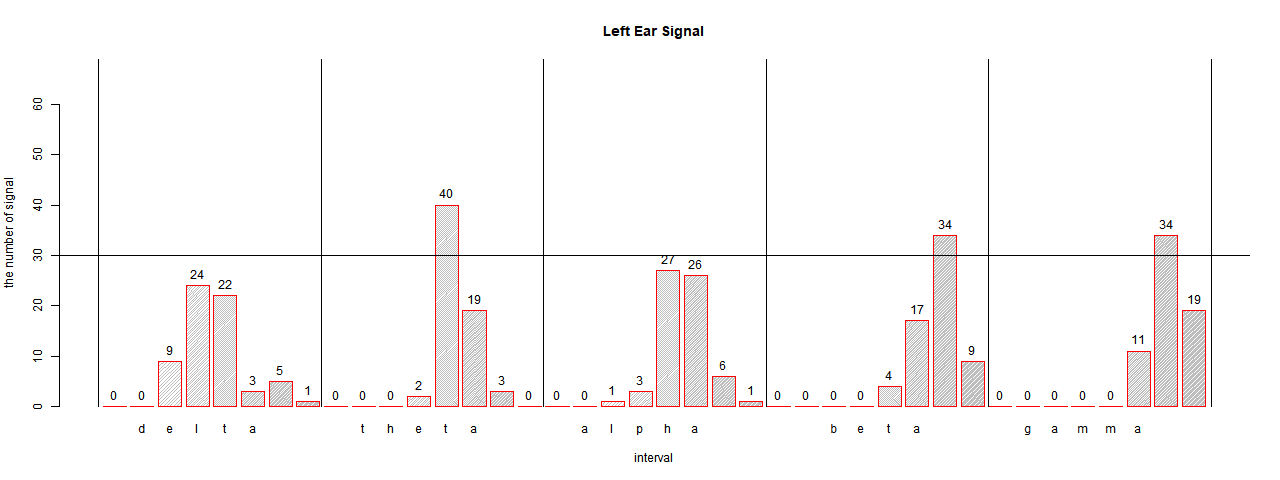 Left Ear Signal
the number of signal
60
50
40
30
20
10
0
0 0 9 24 22 3 5 1 0 0 0 2 40 19 3 0 0 0 1 3 27 26 6 1 0 0 0 0 4 17 34 9 0 0 0 0 0 11 34 19
d e l t a t h e t a a l p h a b e t a g a m m a
interval